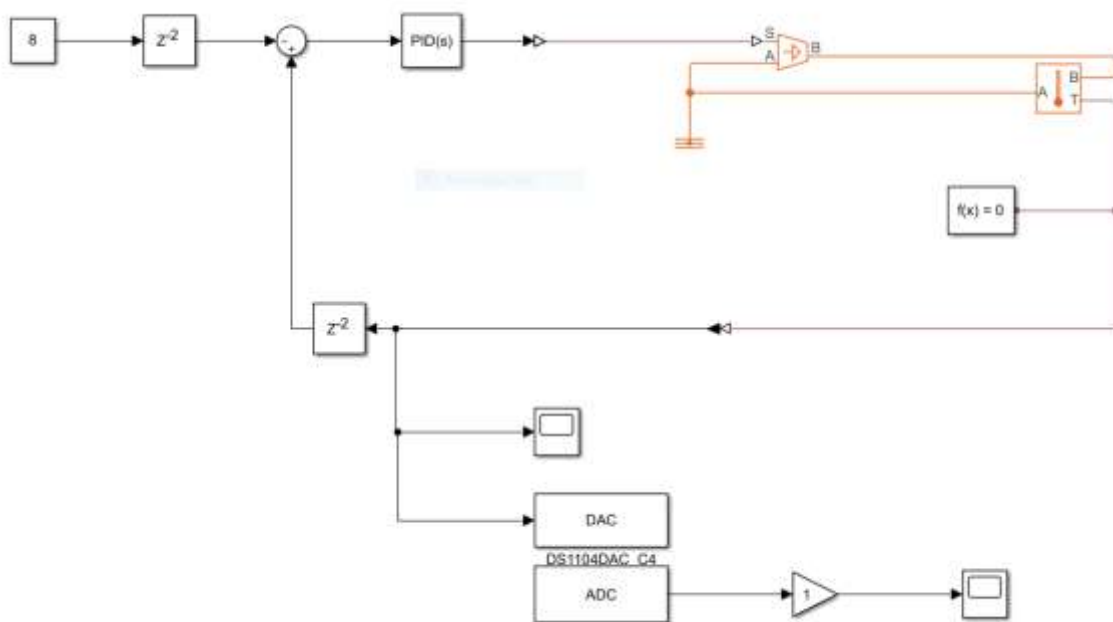 8
Z-2
PID(s)
S
A
B
A
B
T
f(x) = 0
Z-2
DAC
DS1104DAC_C4
ADC
1